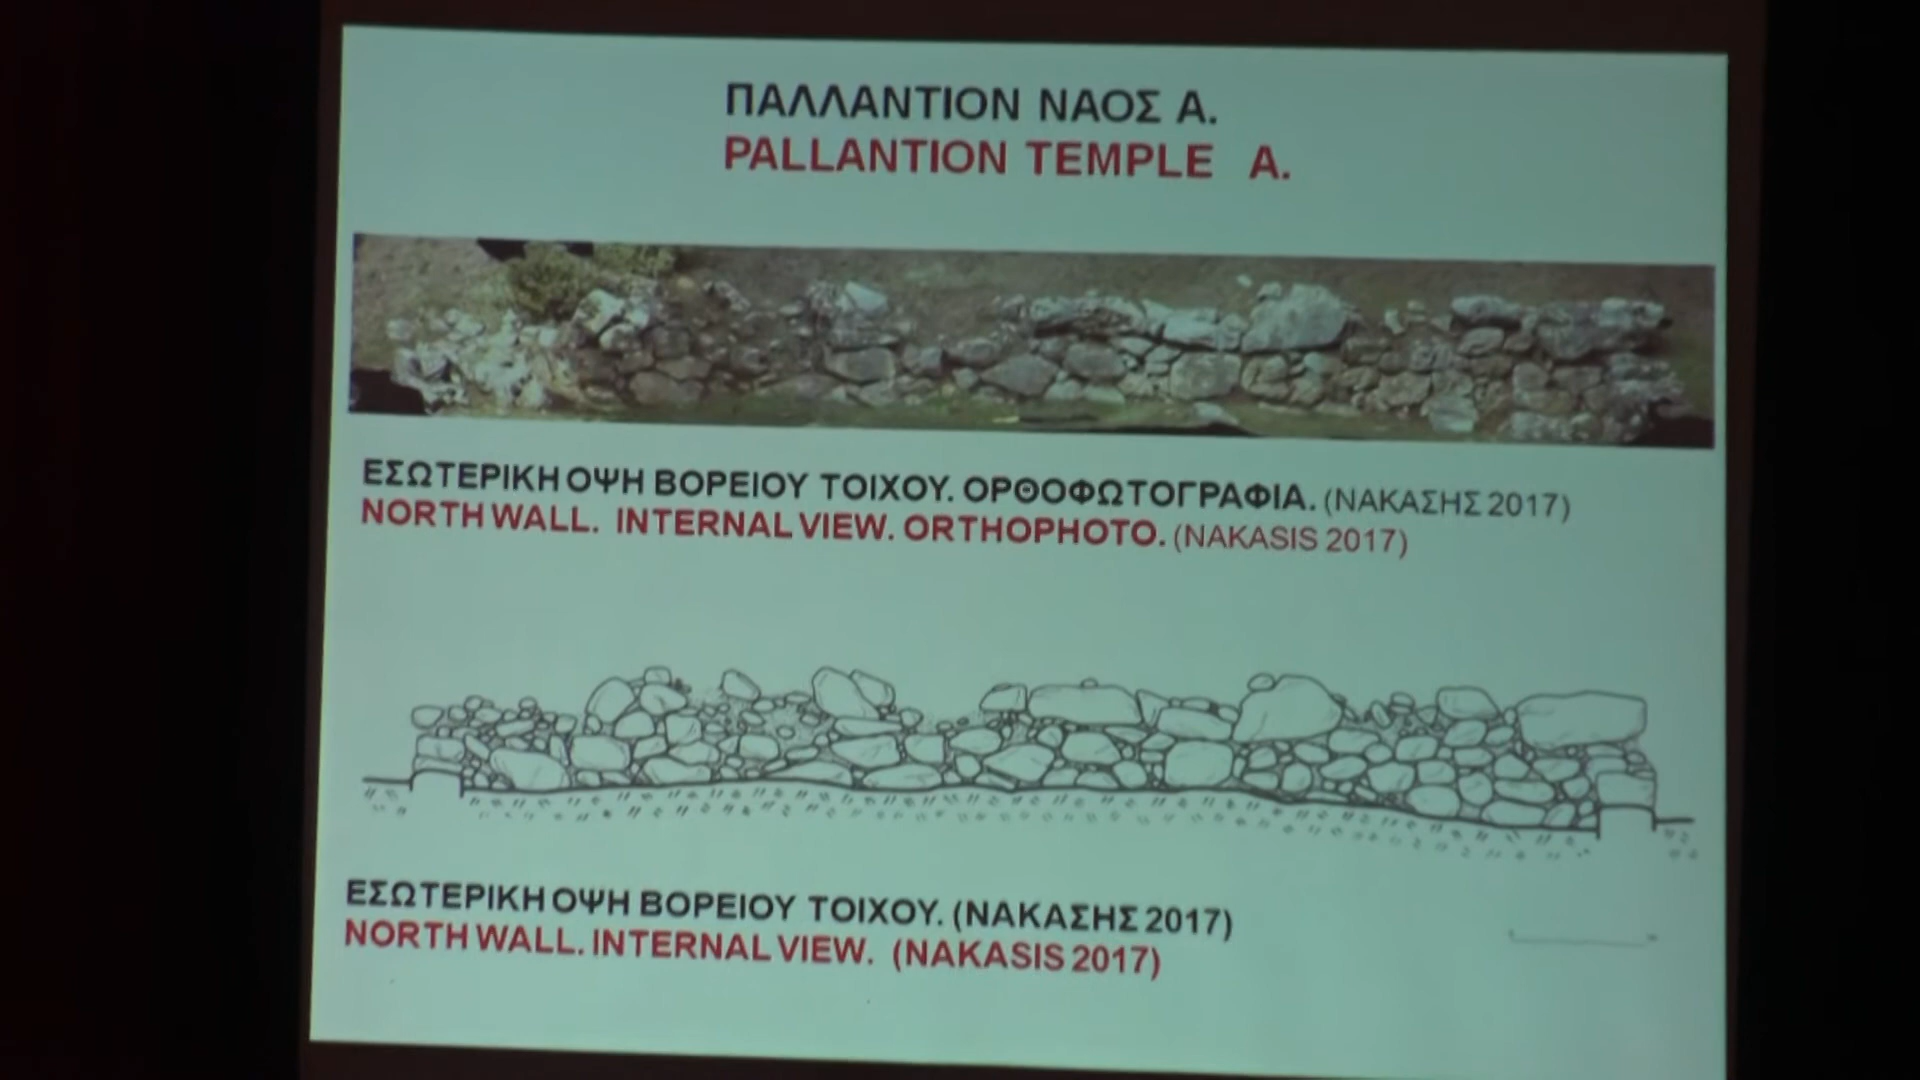 ΠΑΛΛΑΝΤΙΟΝ ΝΑΟΣ Α.
PALLANTION TEMPLE A.
ΕΣΩΤΕΡΙΚΗ ΟΨΗ ΒΟΡΕΙΟΥ ΤΟΙΧΟΥ. ΟΡΘΟΦΩΤΟΓΡΑΦΙΑ. (ΝΑΚΑΣΗΣ 2017)
NORTH WALL. INTERNAL VIEW. ORTHOPHOTO. (NAKASIS 2017)
ΕΣΩΤΕΡΙΚΗ ΟΨΗ ΒΟΡΕΙΟΥ ΤΟΙΧΟΥ. (ΝΑΚΑΣΗΣ 2017)
NORTH WALL. INTERNAL VIEW. (NAKASIS 2017)